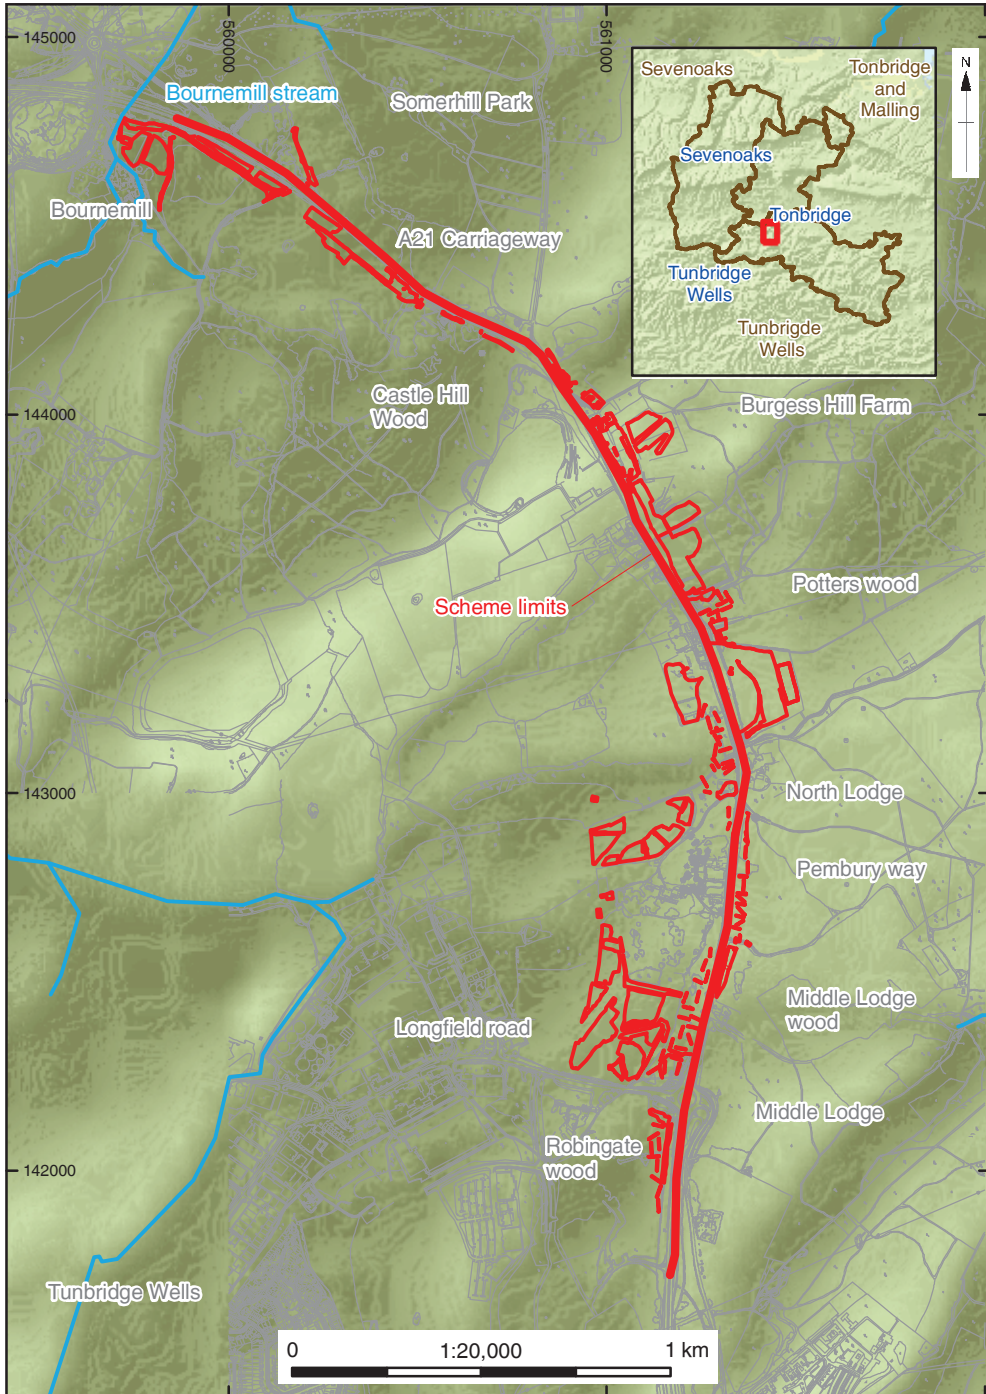 145000
560000
561000
N
Bournemill stream
Somerhill Park
Sevenoaks
Tonbridge
and
Malling
Sevenoaks
Tonbridge
Tunbridge
Wells
Tunbrigde
Wells
Bournemill
A21 Carriageway
Castle Hill
Wood
144000
Burgess Hill Farm
Potters wood
Scheme limits
143000
North Lodge
Pembury way
Middle Lodge
wood
Longfield road
Middle Lodge
Robingate
wood
142000
Tunbridge Wells
0
1:20,000
1 km